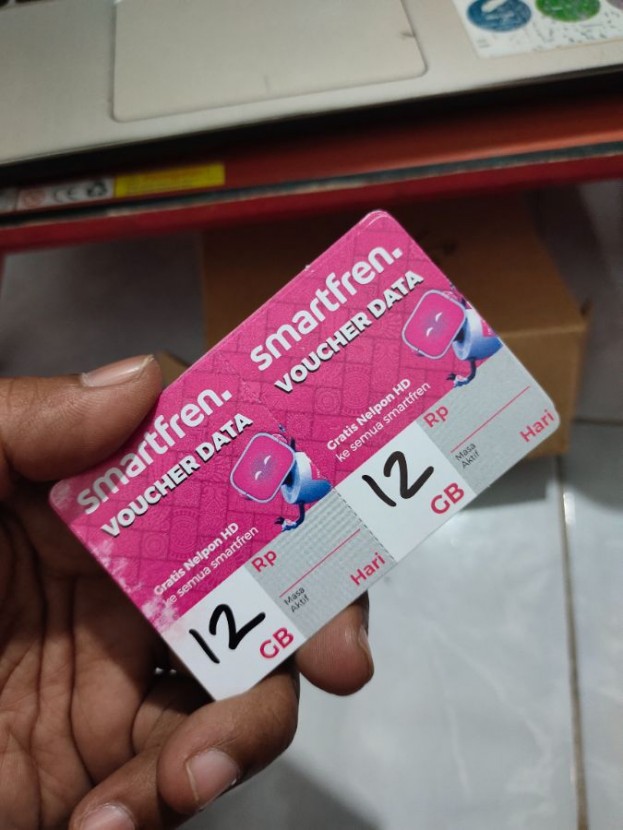 smartfren.
VOUCHER DATA
Gratis Nelpon HD
ke semua smartfren
12
GB
Rp
Masa
Aktif
Hari
smartfren.
VOUCHER DATA
Gratis Nelpon HD
ke semua smartfren
12
GB
Rp
Masa
Aktif
Hari
CE